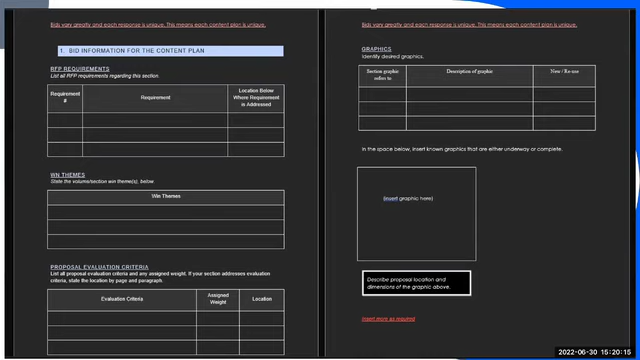 Bids vary greatly and each response is unique. This means each content plan is unique.
1. BID INFORMATION FOR THE CONTENT PLAN
RFP REQUIREMENTS
List all RFP requirements regarding this section.
Requirement # Requirement Location Below Where Requirement is Addressed
WN THEMES
State the volume/section win theme(s), below.
Win Themes
PROPOSAL EVALUATION CRITERIA
List all proposal evaluation criteria and any assigned weight. If your section addresses evaluation
criteria, state the location by page and paragraph.
Evaluation Criteria Assigned Weight Location
Bids vary greatly and each response is unique. This means each content plan is unique.
GRAPHICS
Identify desired graphics.
Section graphic refers to Description of graphic New / Re-use
In the space below, insert known graphics that are either underway or complete.
(insert graphic here)
Describe proposal location and
dimensions of the graphic above.
Insert more as required
2022-06-30 15:20:15